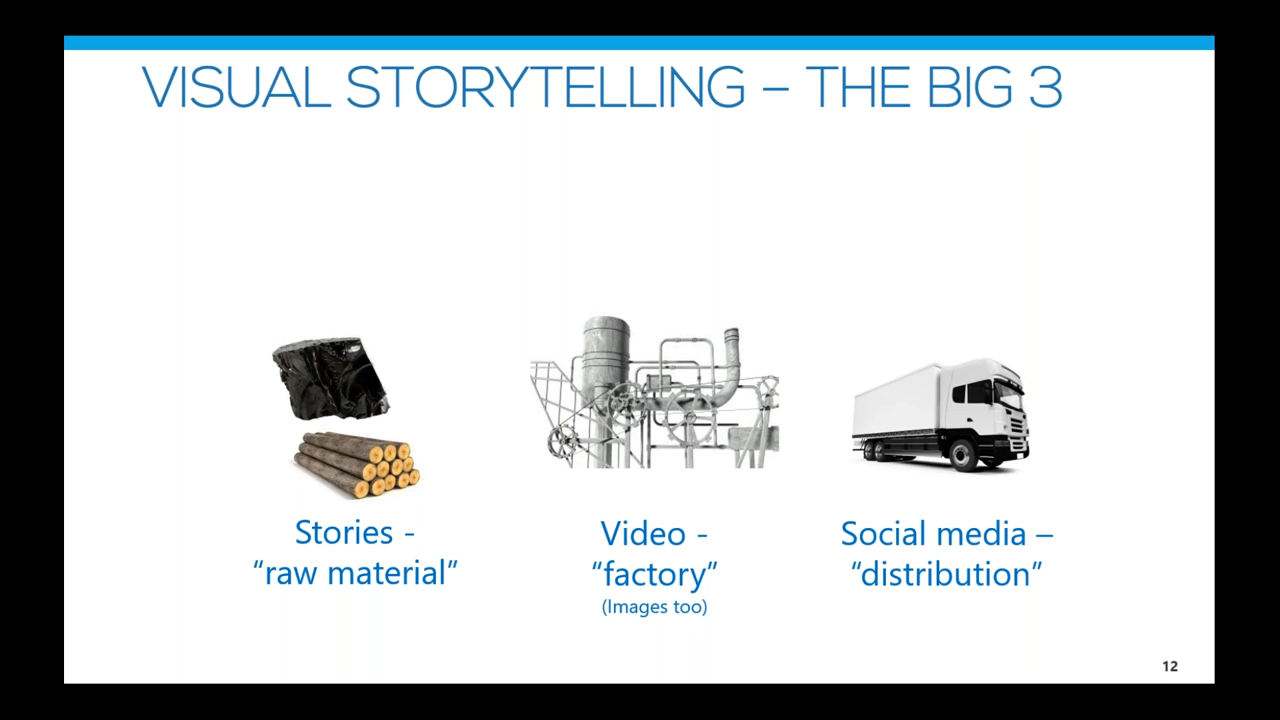 VISUAL STORYTELLING – THE BIG 3
Stories -
“raw material”
Video -
“factory”
(Images too)
Social media –
“distribution”
12